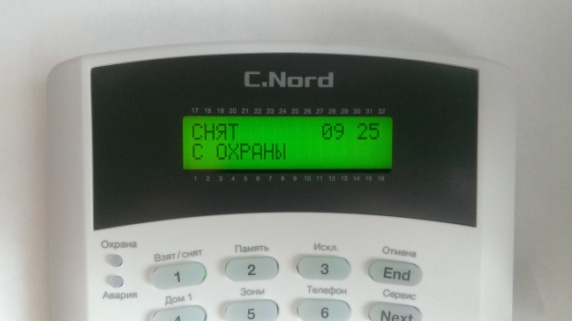 C.Nord
17 18 19 20 21 22 23 24 25 26 27 28 29 30 31 32
СНЯТ 09 25
С ОХРАНЫ
1 2 3 4 5 6 7 8 9 10 11 12 13 14 15 16
Охрана Взят/снят Память Искл. Отмена
1 2 3 End
Авария Дом 1 Зоны Телефон Сервис
4 5 6 Next